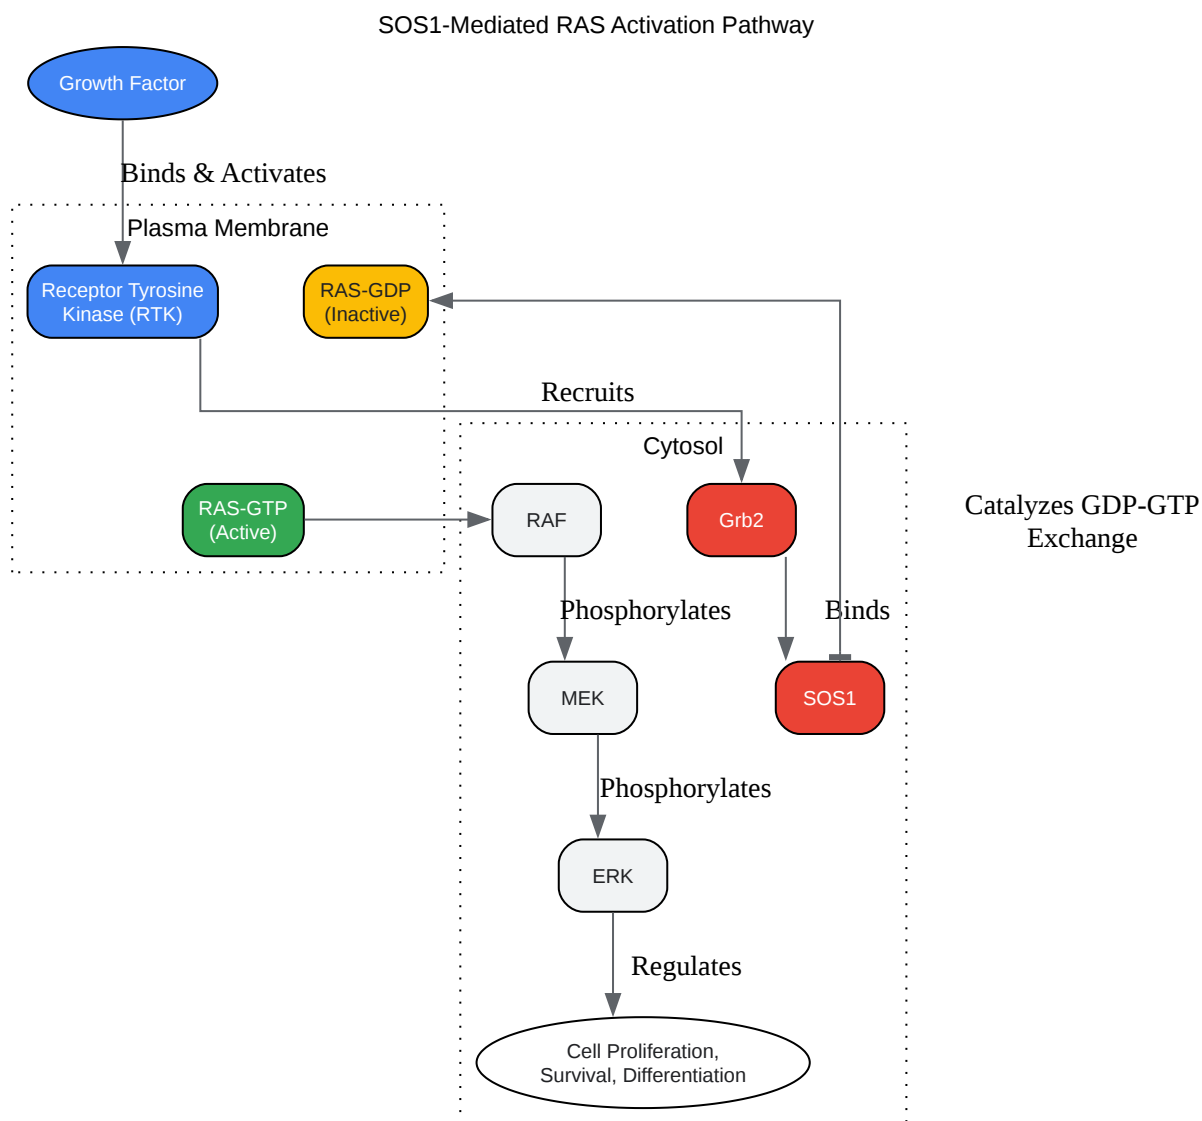 SOS1-Mediated RAS Activation Pathway
Growth Factor
Binds & Activates
Plasma Membrane
Receptor Tyrosine
Kinase (RTK)
RAS-GDP
(Inactive)
Recruits
Cytosol
RAS-GTP
(Active)
RAF
Grb2
Catalyzes GDP-GTP
Exchange
Phosphorylates
Binds
MEK
SOS1
Phosphorylates
ERK
Regulates
Cell Proliferation,
Survival, Differentiation